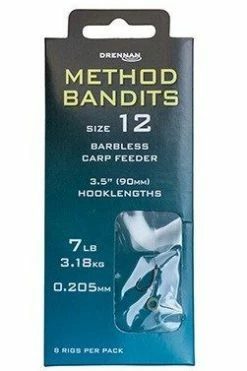 DRENNAN
METHOD
BANDITS
SIZE 12
BARBLESS
CARP FEEDER
3.5" (90MM)
HOOKLENGTHS
7LB
3.18KG
0.205MM
8 RIGS PER PACK